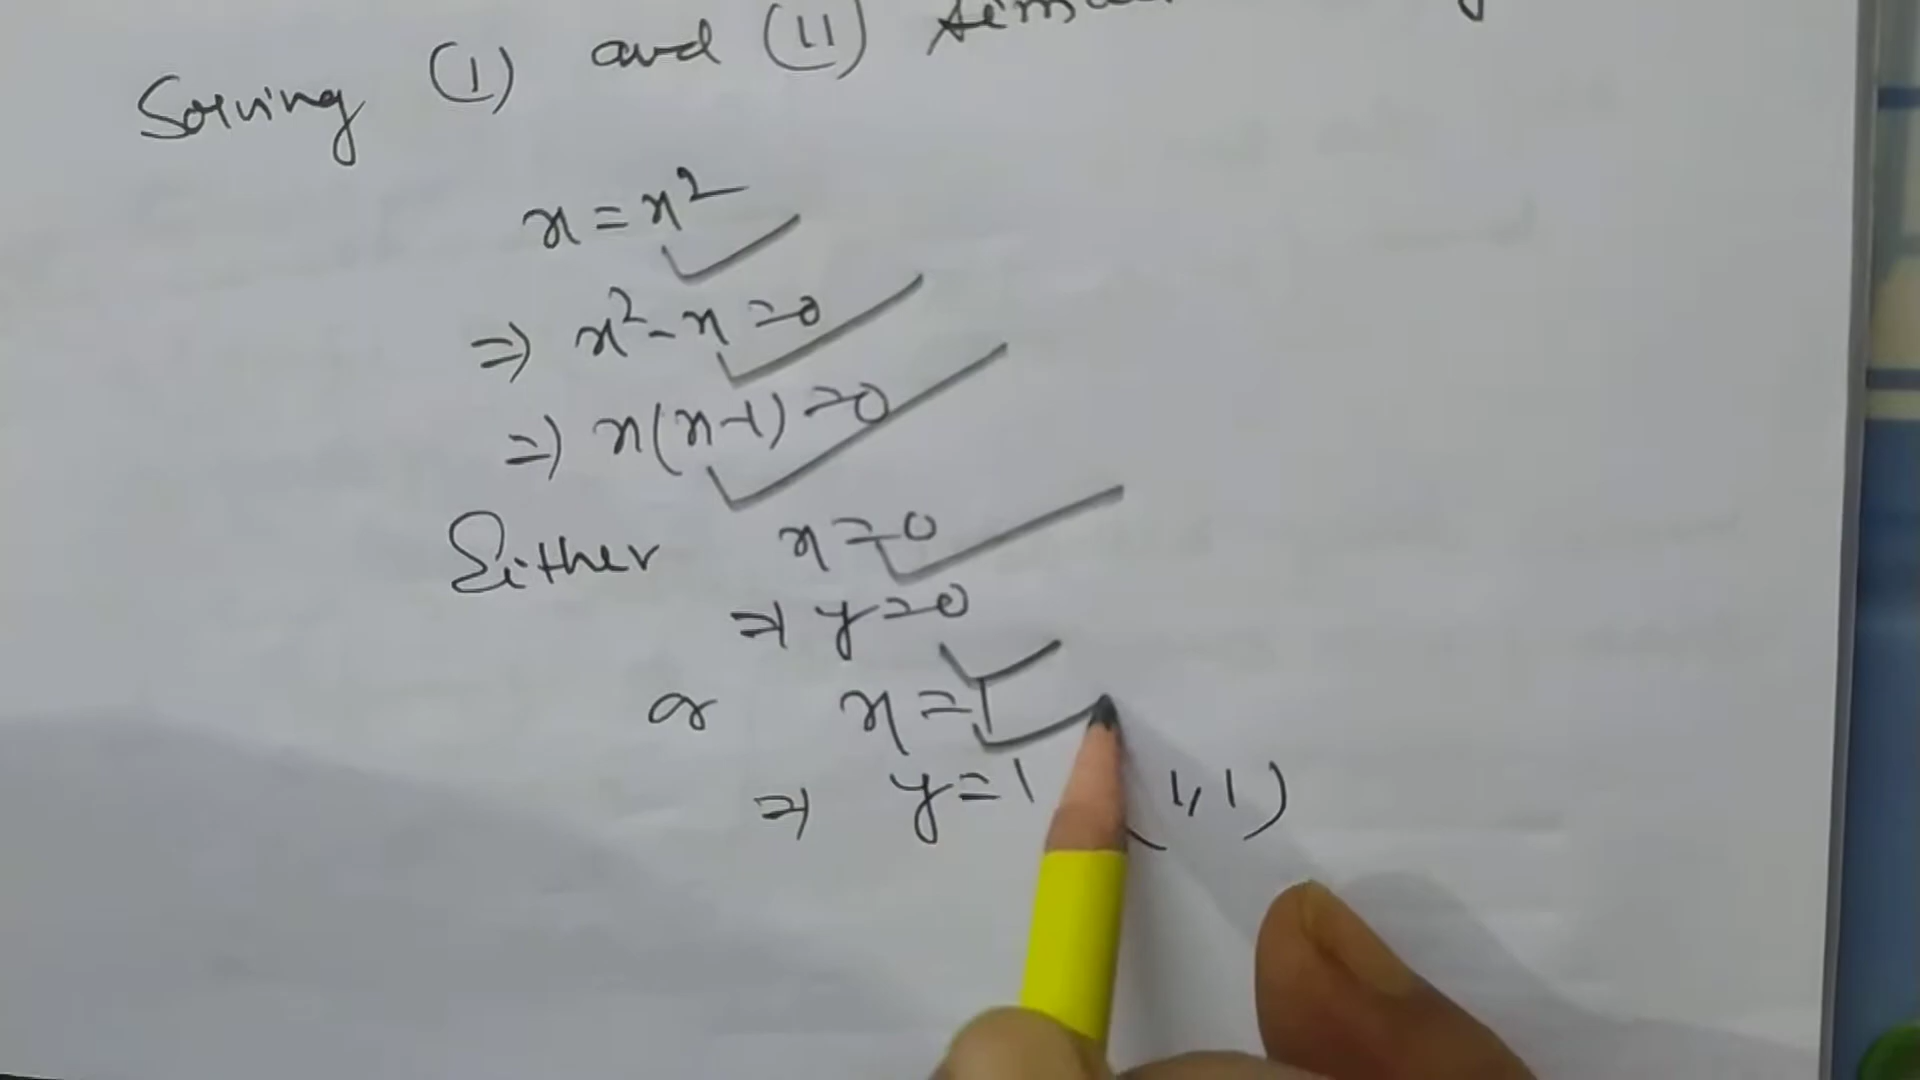 Solving (I) and (II)
x = x²
⇒ x² - x = 0
⇒ x(x-1) = 0
Either x = 0
⇒ y = 0
or x = 1
⇒ y = 1 (1,1)